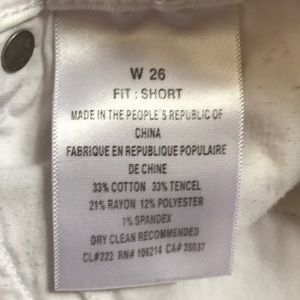 W 26
FIT : SHORT
MADE IN THE PEOPLE'S REPUBLIC OF
CHINA
FABRIQUE EN REPUBLIQUE POPULAIRE
DE CHINE
33% COTTON 33% TENCEL
21% RAYON 12% POLYESTER
1% SPANDEX
DRY CLEAN RECOMMENDED
CL#222 RN# 106214 CA# 35037